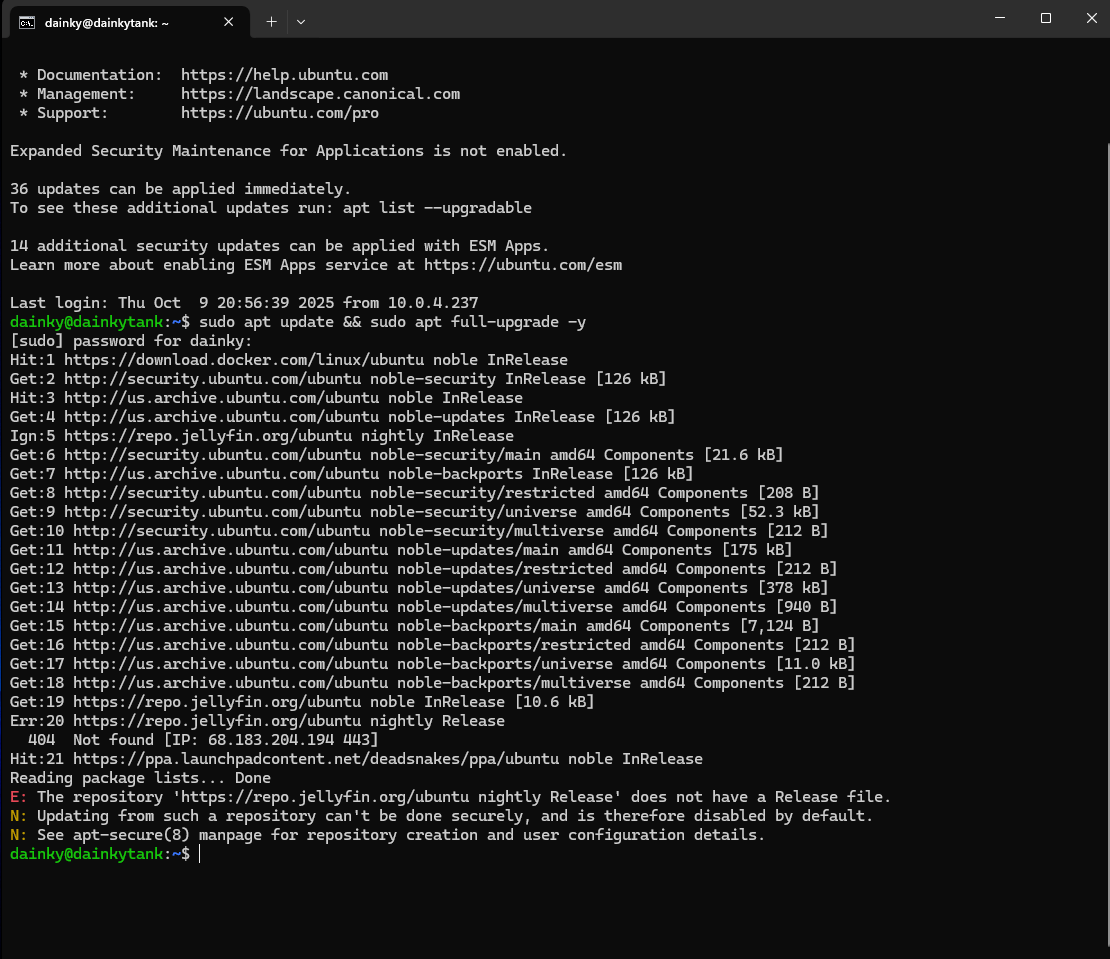 dainky@dainkytank: ~
* Documentation:  https://help.ubuntu.com
* Management:     https://landscape.canonical.com
* Support:        https://ubuntu.com/pro
Expanded Security Maintenance for Applications is not enabled.
36 updates can be applied immediately.
To see these additional updates run: apt list --upgradable
14 additional security updates can be applied with ESM Apps.
Learn more about enabling ESM Apps service at https://ubuntu.com/esm
Last login: Thu Oct  9 20:56:39 2025 from 10.0.4.237
dainky@dainkytank:~$ sudo apt update && sudo apt full-upgrade -y
[sudo] password for dainky:
Hit:1 https://download.docker.com/linux/ubuntu noble InRelease
Get:2 http://security.ubuntu.com/ubuntu noble-security InRelease [126 kB]
Hit:3 http://us.archive.ubuntu.com/ubuntu noble InRelease
Get:4 http://us.archive.ubuntu.com/ubuntu noble-updates InRelease [126 kB]
Ign:5 https://repo.jellyfin.org/ubuntu nightly InRelease
Get:6 http://security.ubuntu.com/ubuntu noble-security/main amd64 Components [21.6 kB]
Get:7 http://us.archive.ubuntu.com/ubuntu noble-backports InRelease [126 kB]
Get:8 http://security.ubuntu.com/ubuntu noble-security/restricted amd64 Components [208 B]
Get:9 http://security.ubuntu.com/ubuntu noble-security/universe amd64 Components [52.3 kB]
Get:10 http://security.ubuntu.com/ubuntu noble-security/multiverse amd64 Components [212 B]
Get:11 http://us.archive.ubuntu.com/ubuntu noble-updates/main amd64 Components [175 kB]
Get:12 http://us.archive.ubuntu.com/ubuntu noble-updates/restricted amd64 Components [212 B]
Get:13 http://us.archive.ubuntu.com/ubuntu noble-updates/universe amd64 Components [378 kB]
Get:14 http://us.archive.ubuntu.com/ubuntu noble-updates/multiverse amd64 Components [940 B]
Get:15 http://us.archive.ubuntu.com/ubuntu noble-backports/main amd64 Components [7,124 B]
Get:16 http://us.archive.ubuntu.com/ubuntu noble-backports/restricted amd64 Components [212 B]
Get:17 http://us.archive.ubuntu.com/ubuntu noble-backports/universe amd64 Components [11.0 kB]
Get:18 http://us.archive.ubuntu.com/ubuntu noble-backports/multiverse amd64 Components [212 B]
Get:19 https://repo.jellyfin.org/ubuntu noble InRelease [10.6 kB]
Err:20 https://repo.jellyfin.org/ubuntu nightly Release
  404  Not found [IP: 68.183.204.194 443]
Hit:21 https://ppa.launchpadcontent.net/deadsnakes/ppa/ubuntu noble InRelease
Reading package lists... Done
E: The repository 'https://repo.jellyfin.org/ubuntu nightly Release' does not have a Release file.
N: Updating from such a repository can't be done securely, and is therefore disabled by default.
N: See apt-secure(8) manpage for repository creation and user configuration details.
dainky@dainkytank:~$